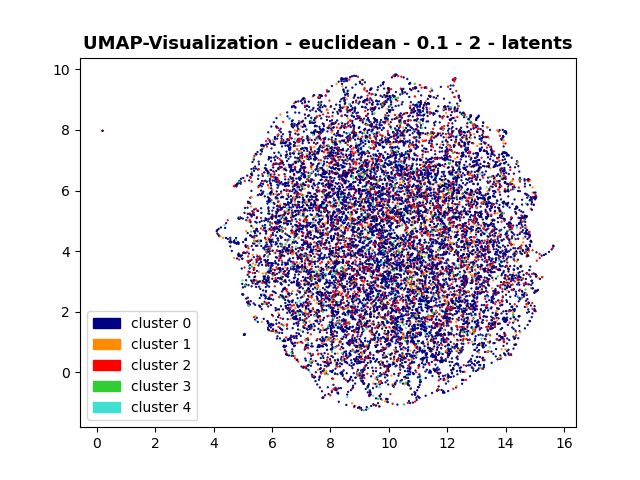 UMAP-Visualization - euclidean - 0.1 - 2 - latents
10
8
6
4
2
0
cluster 0
cluster 1
cluster 2
cluster 3
cluster 4
0 2 4 6 8 10 12 14 16